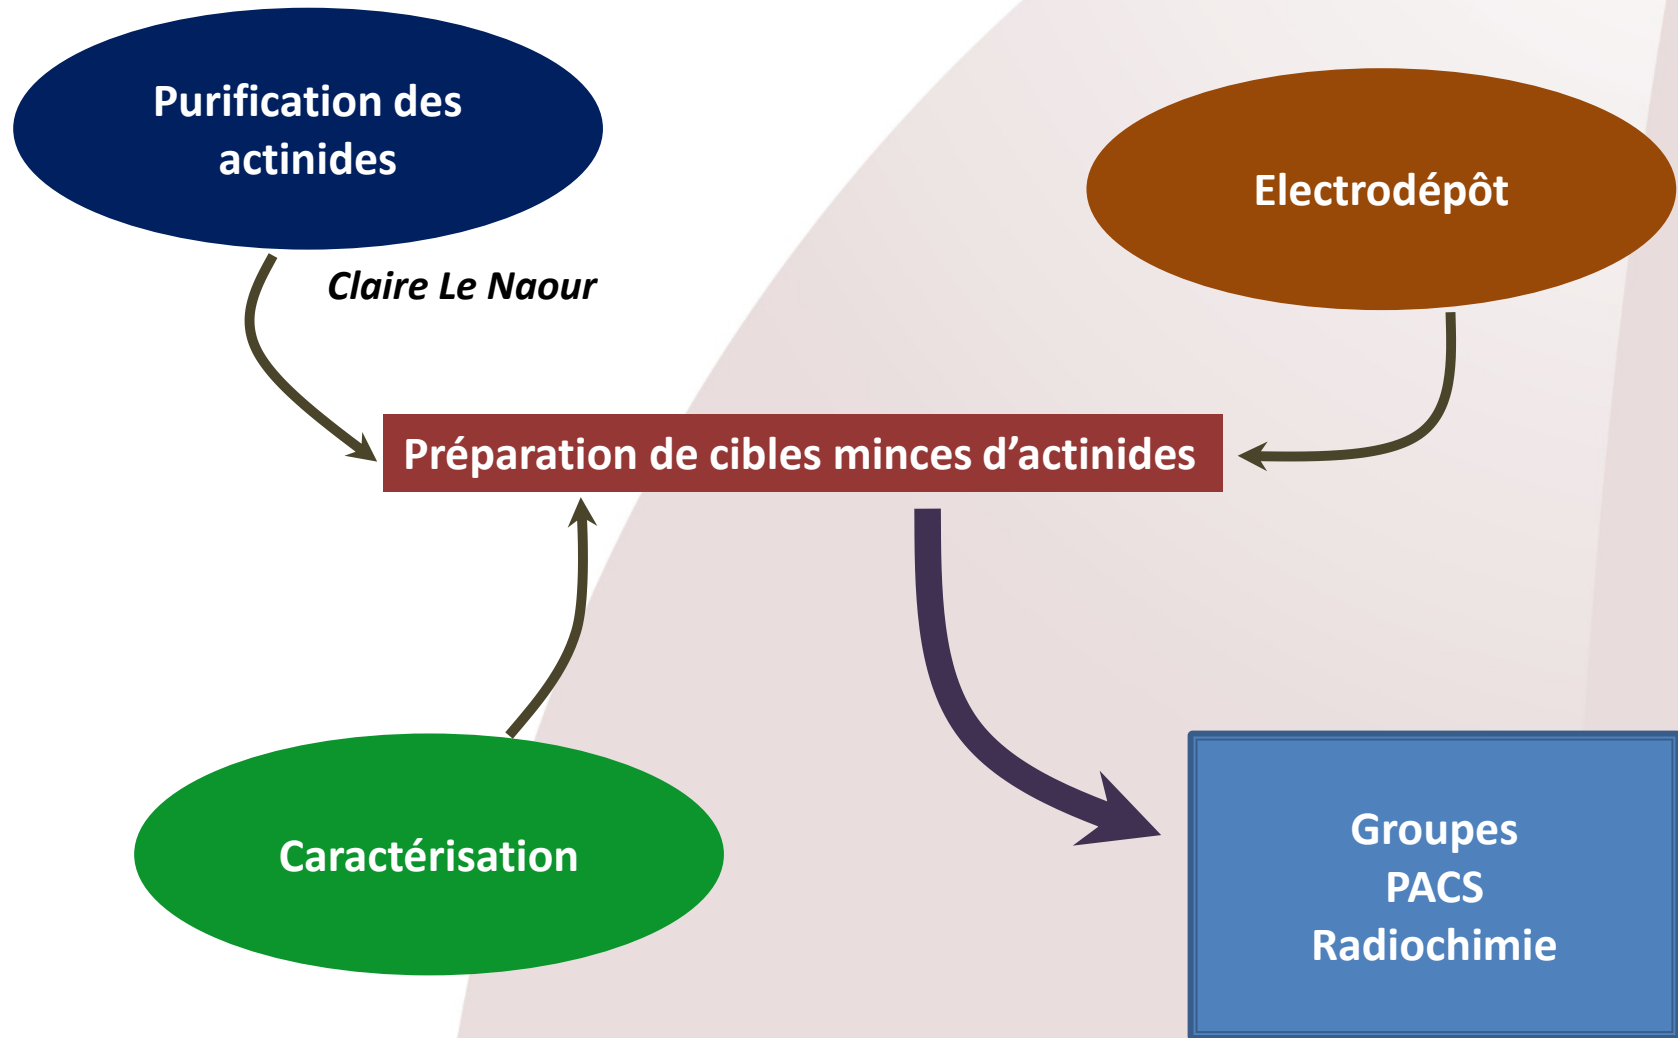 Purification des
actinides
Electrodépôt
Claire Le Naour
Préparation de cibles minces d’actinides
Caractérisation
Groupes
PACS
Radiochimie